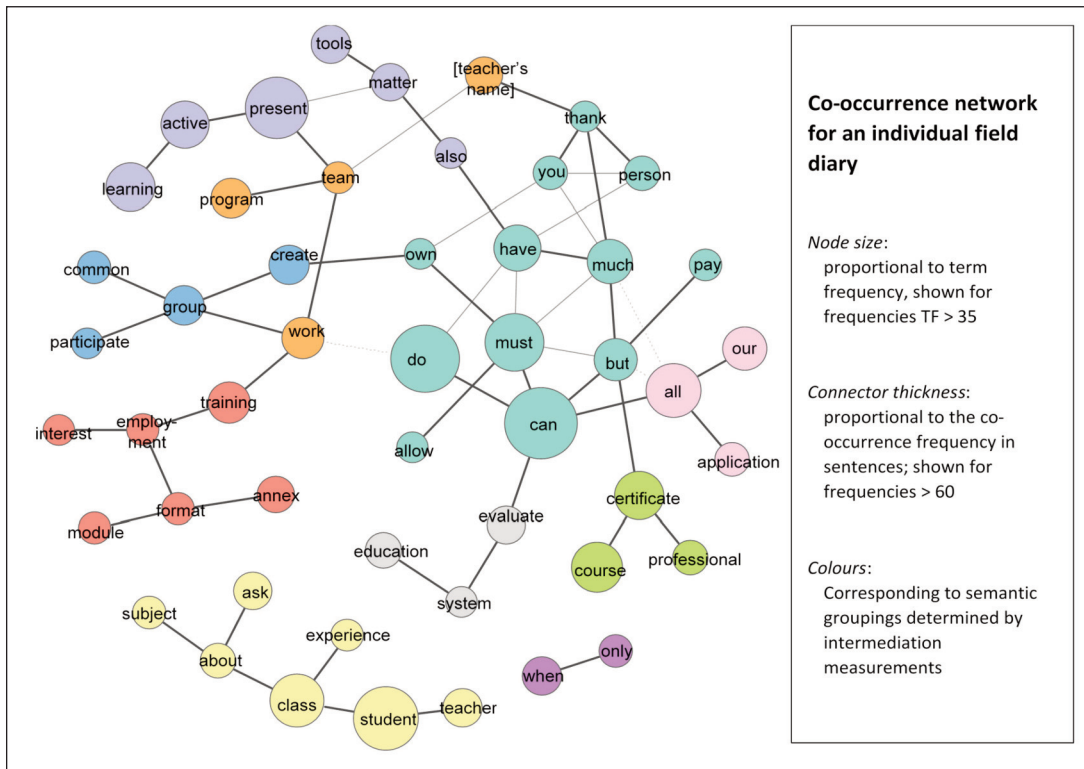 tools
[teacher's
name]
matter
present
active
thank
also
learning
you
person
team
program
have
own
create
much
pay
common
group
participate
work
must
do
but
our
all
can
training
employ-
ment
interest
allow
application
annex
format
module
certificate
evaluate
education
professional
course
system
ask
subject
experience
about
only
when
class
student
teacher
Co-occurrence network
for an individual field
diary
Node size:
proportional to term
frequency, shown for
frequencies TF > 35
Connector thickness:
proportional to the co-
occurrence frequency in
sentences; shown for
frequencies > 60
Colours:
Corresponding to semantic
groupings determined by
intermediation
measurements